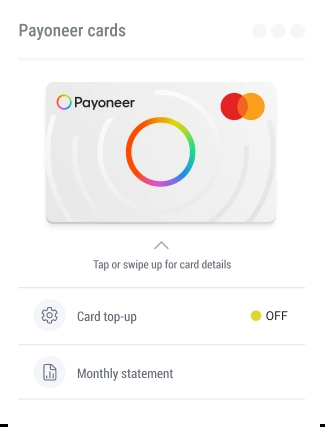 Payoneer cards
Payoneer
Tap or swipe up for card details
Card top-up
OFF
Monthly statement